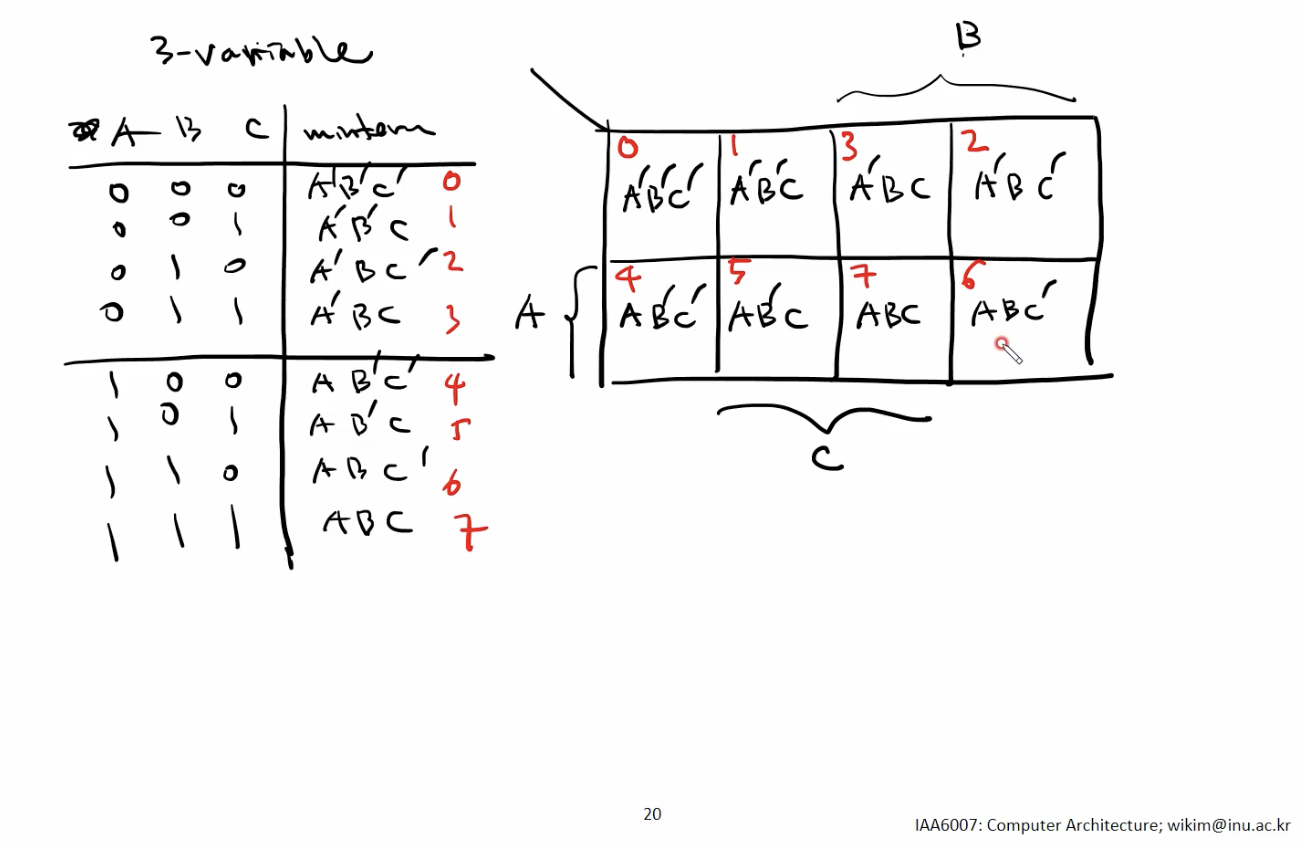 3-variable
A B C minterm
0 0 0 A'B'C' 0
0 0 1 A'B'C 1
0 1 0 A'BC' 2
0 1 1 A'BC 3
1 0 0 AB'C' 4
1 0 1 AB'C 5
1 1 0 ABC' 6
1 1 1 ABC 7
B
0 1 3 2
A'B'C' A'B'C A'BC A'BC'
4 5 7 6
A AB'C' AB'C ABC ABC'
C
20
IAA6007: Computer Architecture; wikim@inu.ac.kr